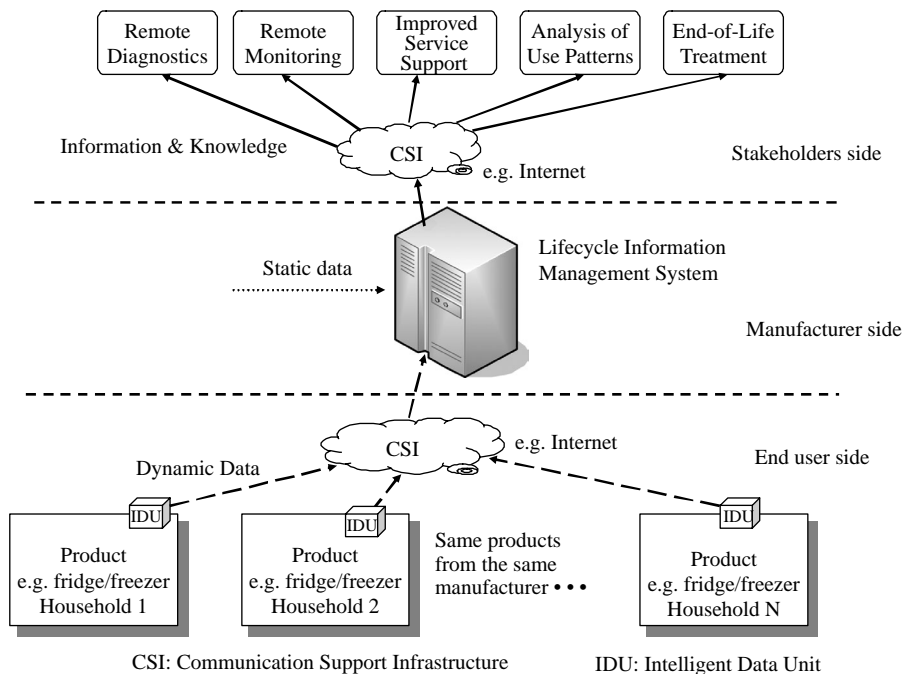 Remote
Diagnostics
Remote
Monitoring
Improved
Service
Support
Analysis of
Use Patterns
End-of-Life
Treatment
Information & Knowledge
CSI
e.g. Internet
Stakeholders side
Static data
Lifecycle Information
Management System
Manufacturer side
CSI
e.g. Internet
Dynamic Data
End user side
IDU
Product
e.g. fridge/freezer
Household 1
IDU
Product
e.g. fridge/freezer
Household 2
Same products
from the same
manufacturer • • •
IDU
Product
e.g. fridge/freezer
Household N
CSI: Communication Support Infrastructure
IDU: Intelligent Data Unit